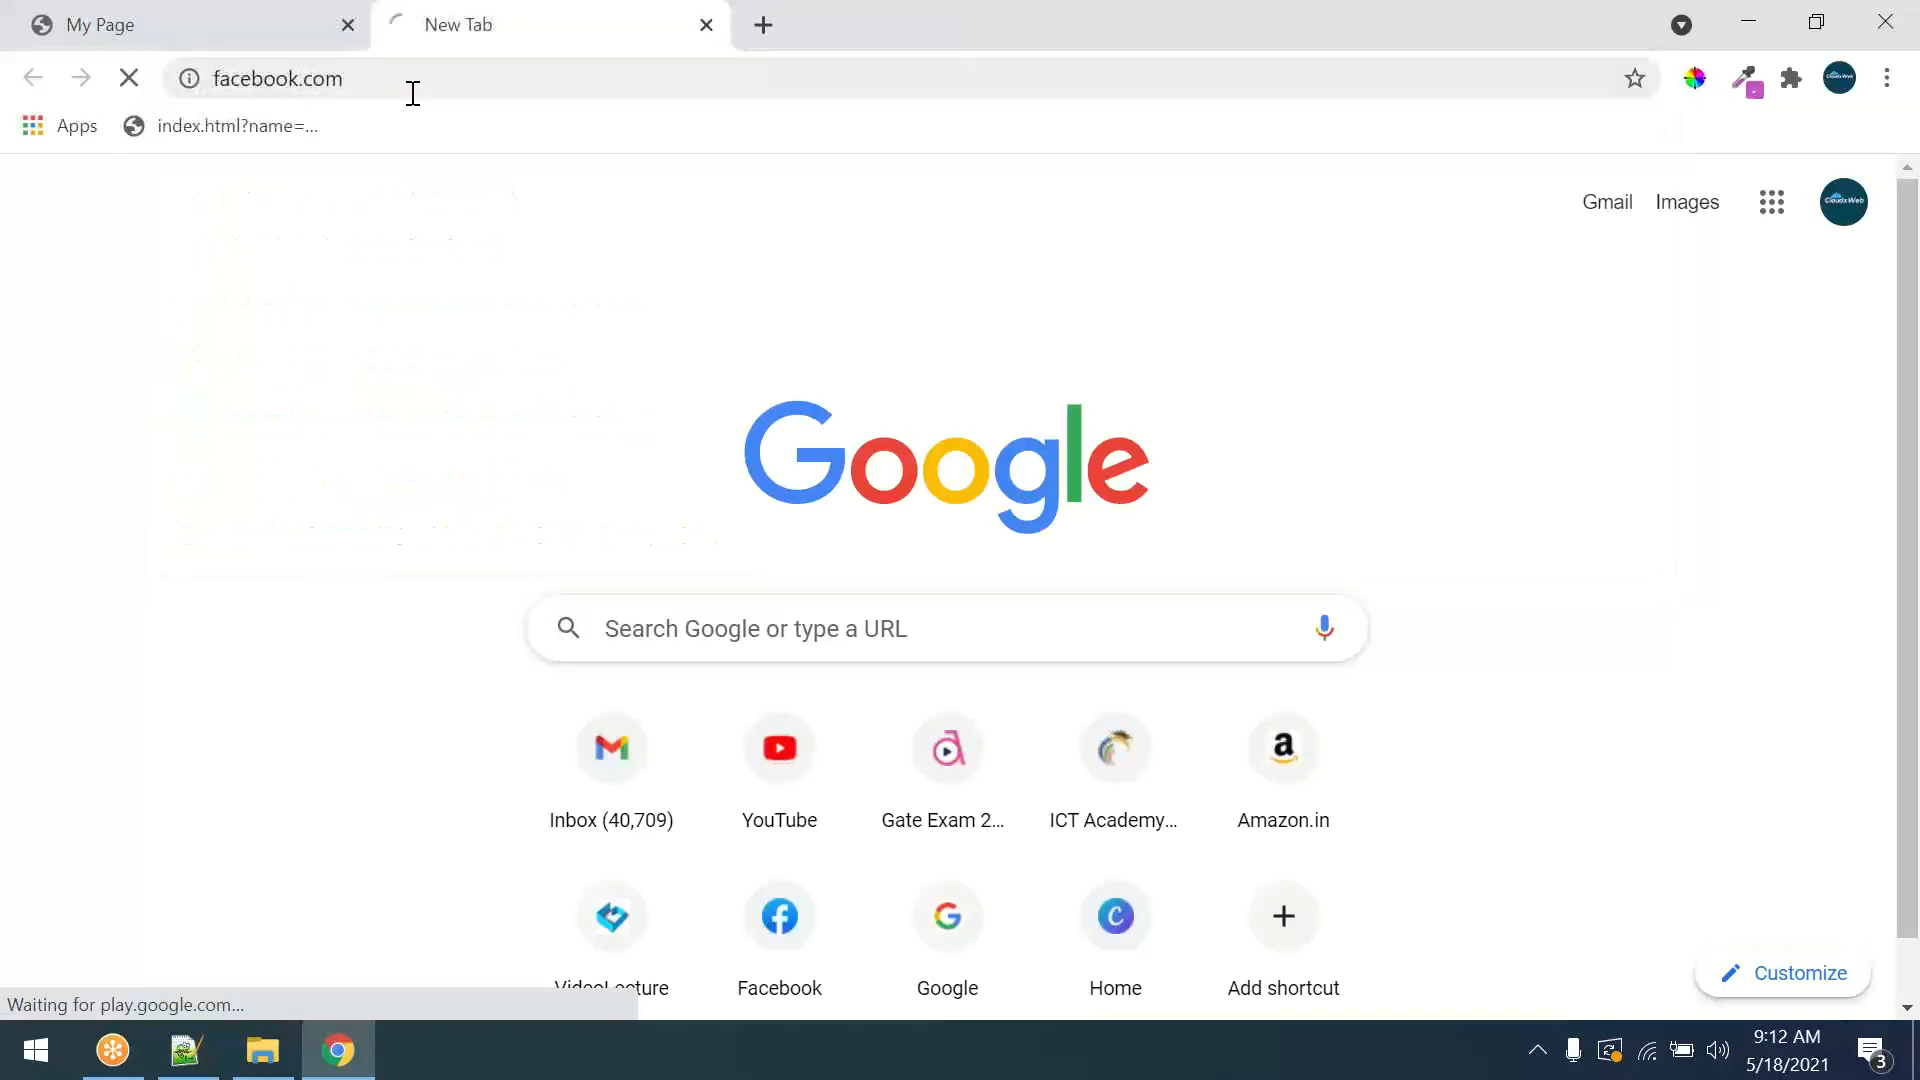 My Page
New Tab
facebook.com
Apps
index.html?name=...
Gmail
Images
CloudxWeb
Google
Search Google or type a URL
Inbox (40,709)
YouTube
Gate Exam 2...
ICT Academy...
Amazon.in
VideoLecture
Facebook
Google
Home
Add shortcut
Customize
Waiting for play.google.com...
9:12 AM
5/18/2021
3